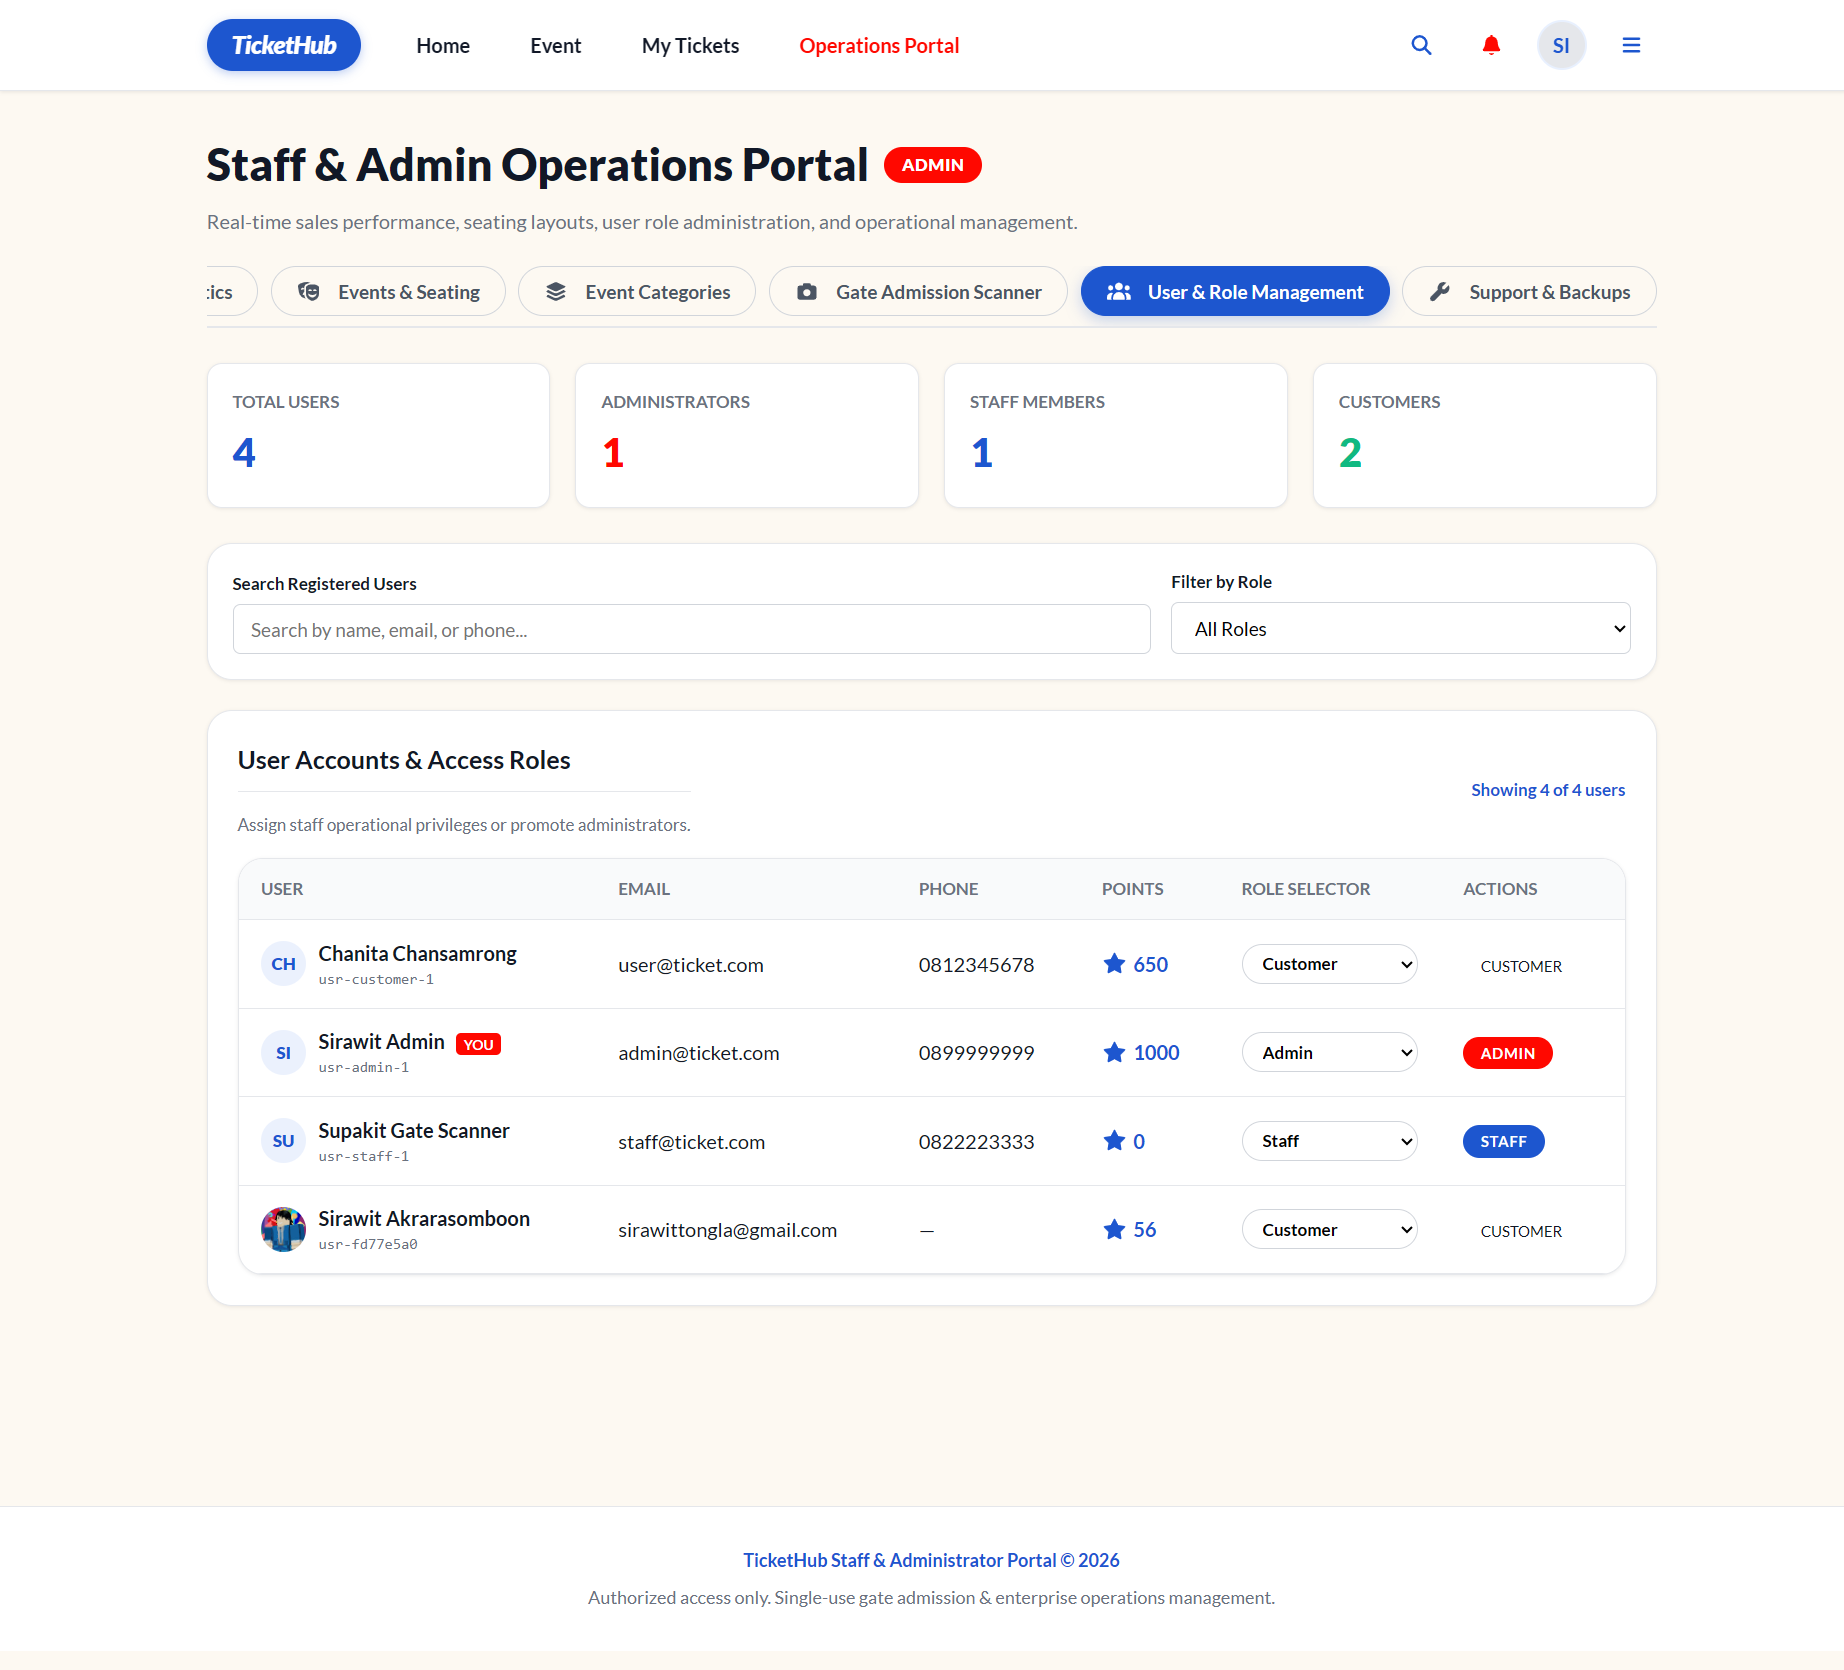 TicketHub Home Event My Tickets Operations Portal SI
Staff & Admin Operations Portal ADMIN
Real-time sales performance, seating layouts, user role administration, and operational management.
tics Events & Seating Event Categories Gate Admission Scanner User & Role Management Support & Backups
TOTAL USERS ADMINISTRATORS STAFF MEMBERS CUSTOMERS
4 1 1 2
Search Registered Users Filter by Role
Search by name, email, or phone... All Roles
User Accounts & Access Roles
Showing 4 of 4 users
Assign staff operational privileges or promote administrators.
USER EMAIL PHONE POINTS ROLE SELECTOR ACTIONS
CH Chanita Chansamrong user@ticket.com 0812345678 650 Customer CUSTOMER
usr-customer-1
SI Sirawit Admin YOU admin@ticket.com 0899999999 1000 Admin ADMIN
usr-admin-1
SU Supakit Gate Scanner staff@ticket.com 0822223333 0 Staff STAFF
usr-staff-1
Sirawit Akrarasomboon sirawittongla@gmail.com — 56 Customer CUSTOMER
usr-fd77e5a0
TicketHub Staff & Administrator Portal © 2026
Authorized access only. Single-use gate admission & enterprise operations management.